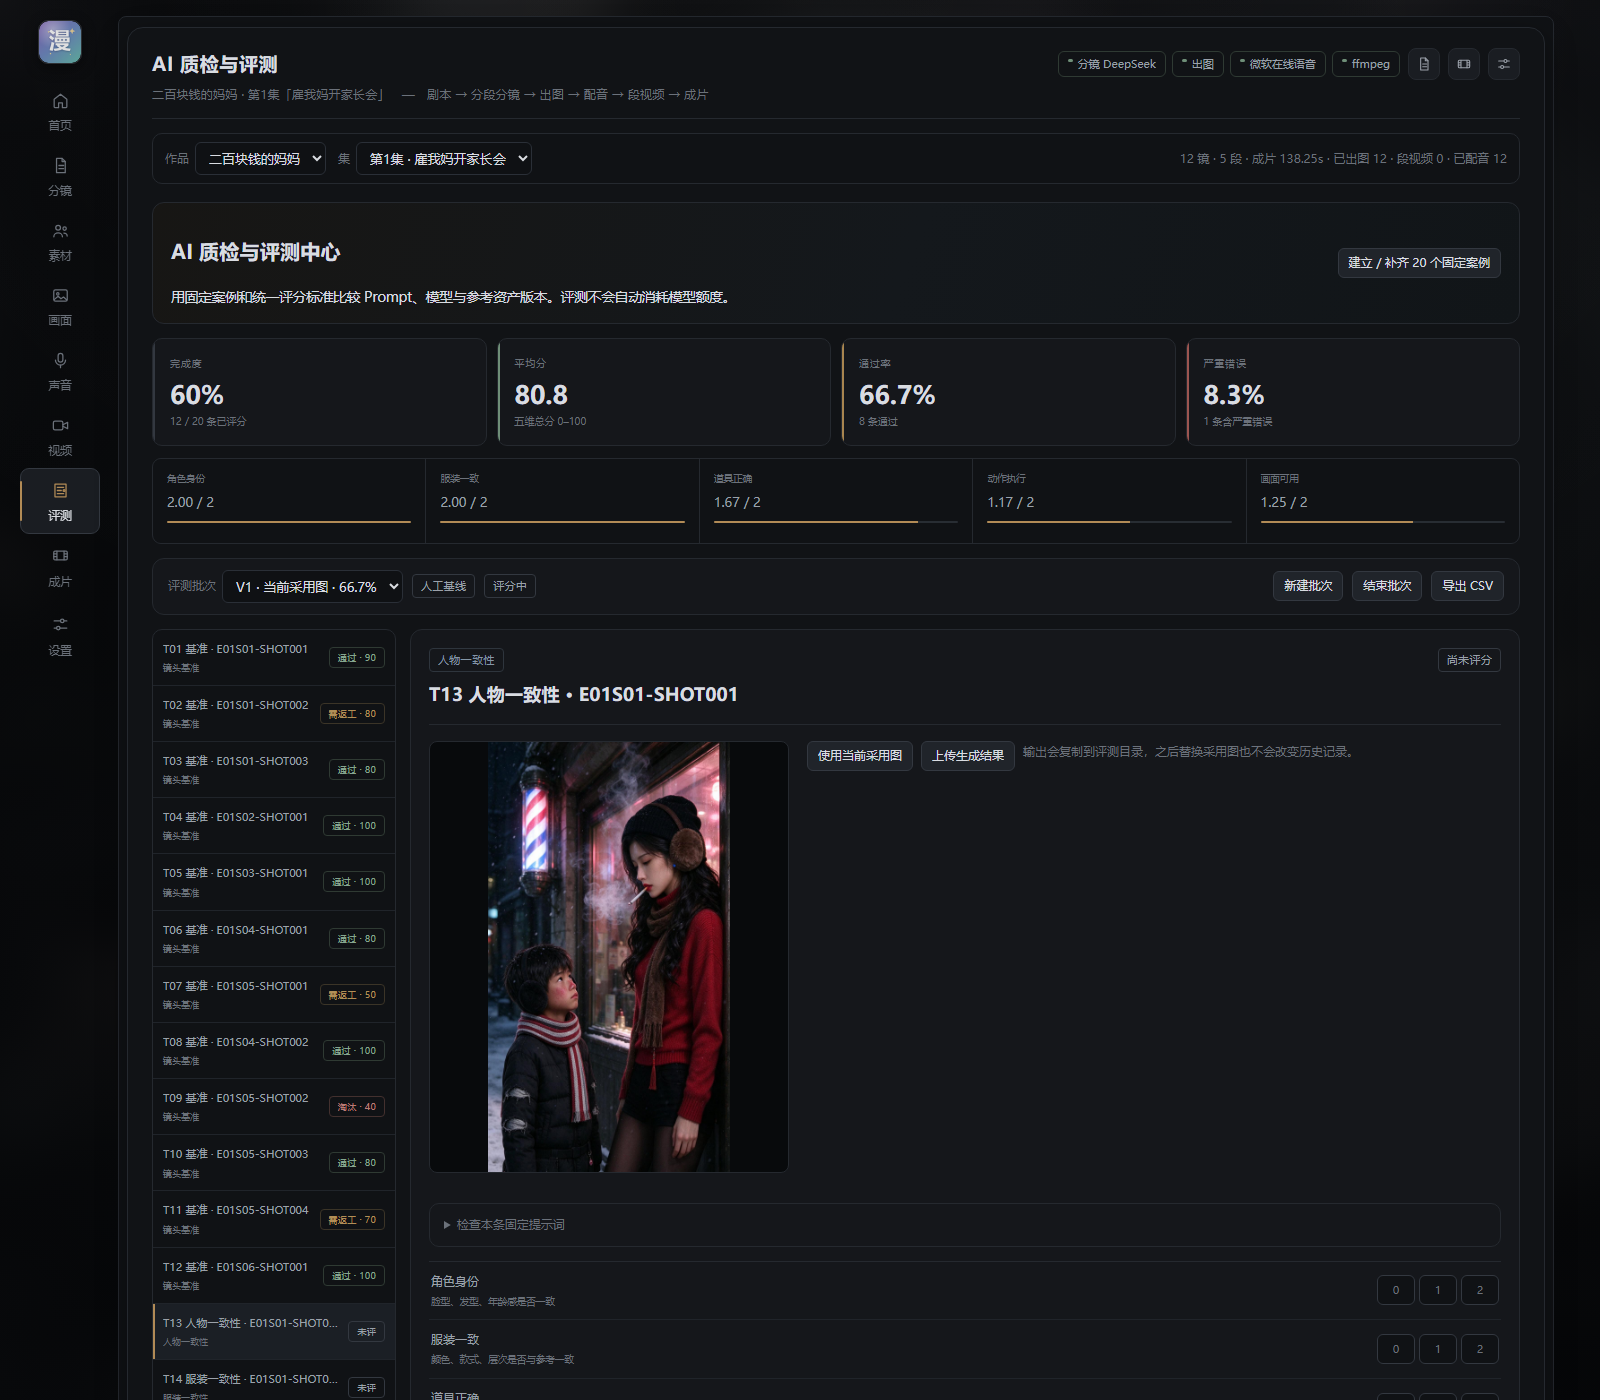 漫
首页
分镜
素材
画面
声音
视频
评测
成片
设置
AI 质检与评测
二百块钱的妈妈 · 第1集「雇我妈开家长会」 — 剧本 → 分段分镜 → 出图 → 配音 → 段视频 → 成片
分镜 DeepSeek
出图
微软在线语音
ffmpeg
作品 二百块钱的妈妈 集 第1集 · 雇我妈开家长会
12 镜 · 5 段 · 成片 138.25s · 已出图 12 · 段视频 0 · 已配音 12
AI 质检与评测中心
用固定案例和统一评分标准比较 Prompt、模型与参考资产版本。评测不会自动消耗模型额度。
建立 / 补齐 20 个固定案例
完成度
60%
12 / 20 条已评分
平均分
80.8
五维总分 0–100
通过率
66.7%
8 条通过
严重错误
8.3%
1 条含严重错误
角色身份
2.00 / 2
服装一致
2.00 / 2
道具正确
1.67 / 2
动作执行
1.17 / 2
画面可用
1.25 / 2
评测批次 V1 · 当前采用图 · 66.7% 人工基线 评分中
新建批次 结束批次 导出 CSV
T01 基准 · E01S01-SHOT001
镜头基准
通过 · 90
T02 基准 · E01S01-SHOT002
镜头基准
需返工 · 80
T03 基准 · E01S01-SHOT003
镜头基准
通过 · 80
T04 基准 · E01S02-SHOT001
镜头基准
通过 · 100
T05 基准 · E01S03-SHOT001
镜头基准
通过 · 100
T06 基准 · E01S04-SHOT001
镜头基准
通过 · 80
T07 基准 · E01S05-SHOT001
镜头基准
需返工 · 50
T08 基准 · E01S04-SHOT002
镜头基准
通过 · 100
T09 基准 · E01S05-SHOT002
镜头基准
淘汰 · 40
T10 基准 · E01S05-SHOT003
镜头基准
通过 · 80
T11 基准 · E01S05-SHOT004
镜头基准
需返工 · 70
T12 基准 · E01S06-SHOT001
镜头基准
通过 · 100
T13 人物一致性 · E01S01-SHOT0...
人物一致性
未评
T14 服装一致性 · E01S01-SHOT0...
服装一致性
未评
人物一致性
尚未评分
T13 人物一致性 · E01S01-SHOT001
使用当前采用图 上传生成结果 输出会复制到评测目录，之后替换采用图也不会改变历史记录。
▶ 检查本条固定提示词
角色身份
脸型、发型、年龄感是否一致
0 1 2
服装一致
颜色、款式、层次是否与参考一致
0 1 2
道具正确